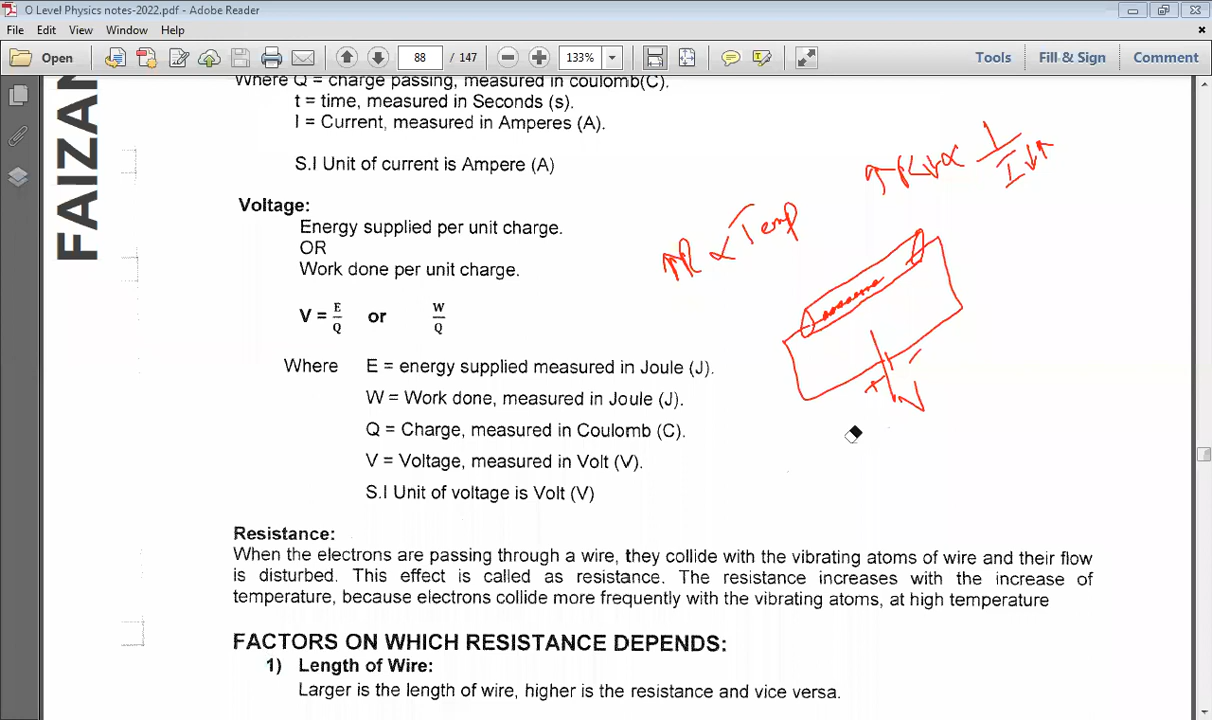 O Level Physics notes-2022.pdf - Adobe Reader
File Edit View Window Help
Open 88 / 147 133% Tools Fill & Sign Comment
FAIZAN
Where Q = charge passing, measured in coulomb(C).
t = time, measured in Seconds (s).
I = Current, measured in Amperes (A).
S.I Unit of current is Ampere (A)
Voltage:
Energy supplied per unit charge.
OR
Work done per unit charge.
V = E/Q or W/Q
Where E = energy supplied measured in Joule (J).
W = Work done, measured in Joule (J).
Q = Charge, measured in Coulomb (C).
V = Voltage, measured in Volt (V).
S.I Unit of voltage is Volt (V)
↑R ∝ Temp
∝ 1/I
+ -
V
Resistance:
When the electrons are passing through a wire, they collide with the vibrating atoms of wire and their flow
is disturbed. This effect is called as resistance. The resistance increases with the increase of
temperature, because electrons collide more frequently with the vibrating atoms, at high temperature
FACTORS ON WHICH RESISTANCE DEPENDS:
1) Length of Wire:
Larger is the length of wire, higher is the resistance and vice versa.